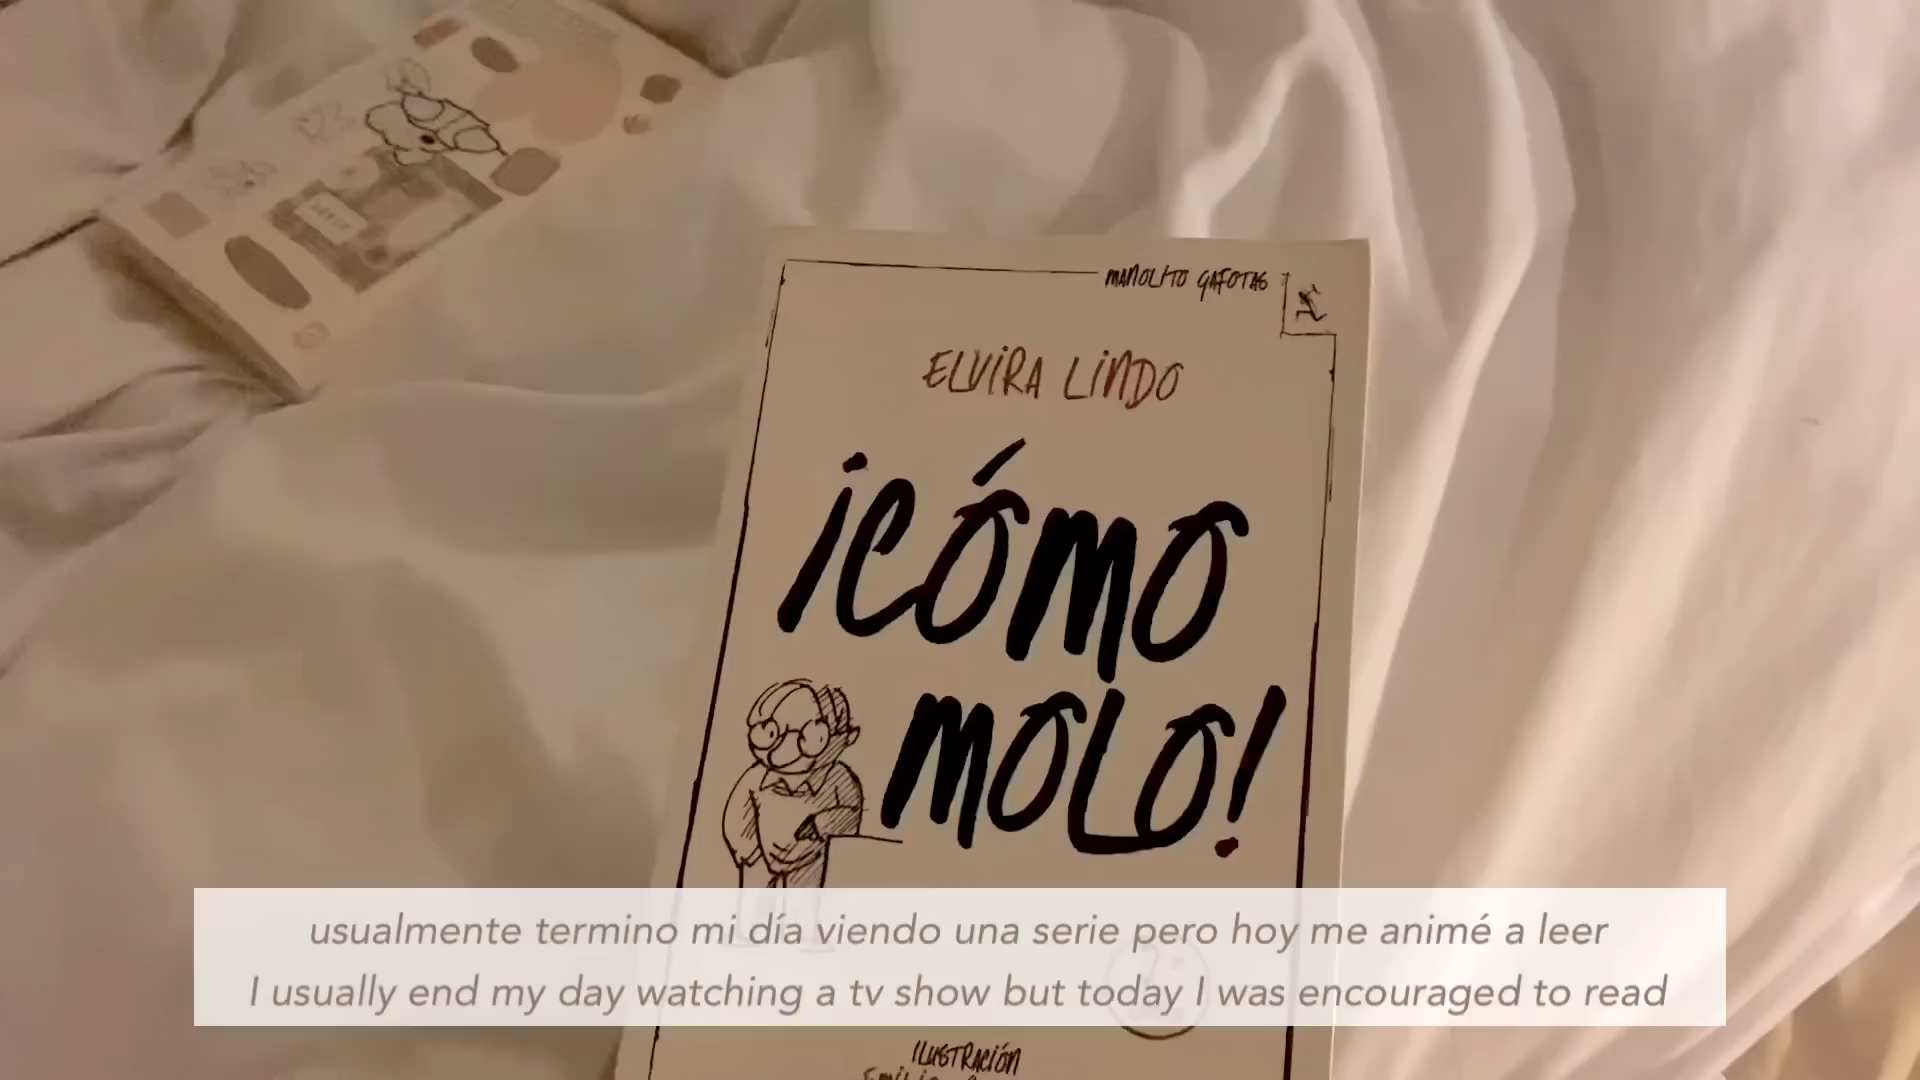 MANOLITO GAFOTAS
ELVIRA LINDO
¡CÓMO
MOLO!
usualmente termino mi día viendo una serie pero hoy me animé a leer
I usually end my day watching a tv show but today I was encouraged to read
ILUSTRACIÓN